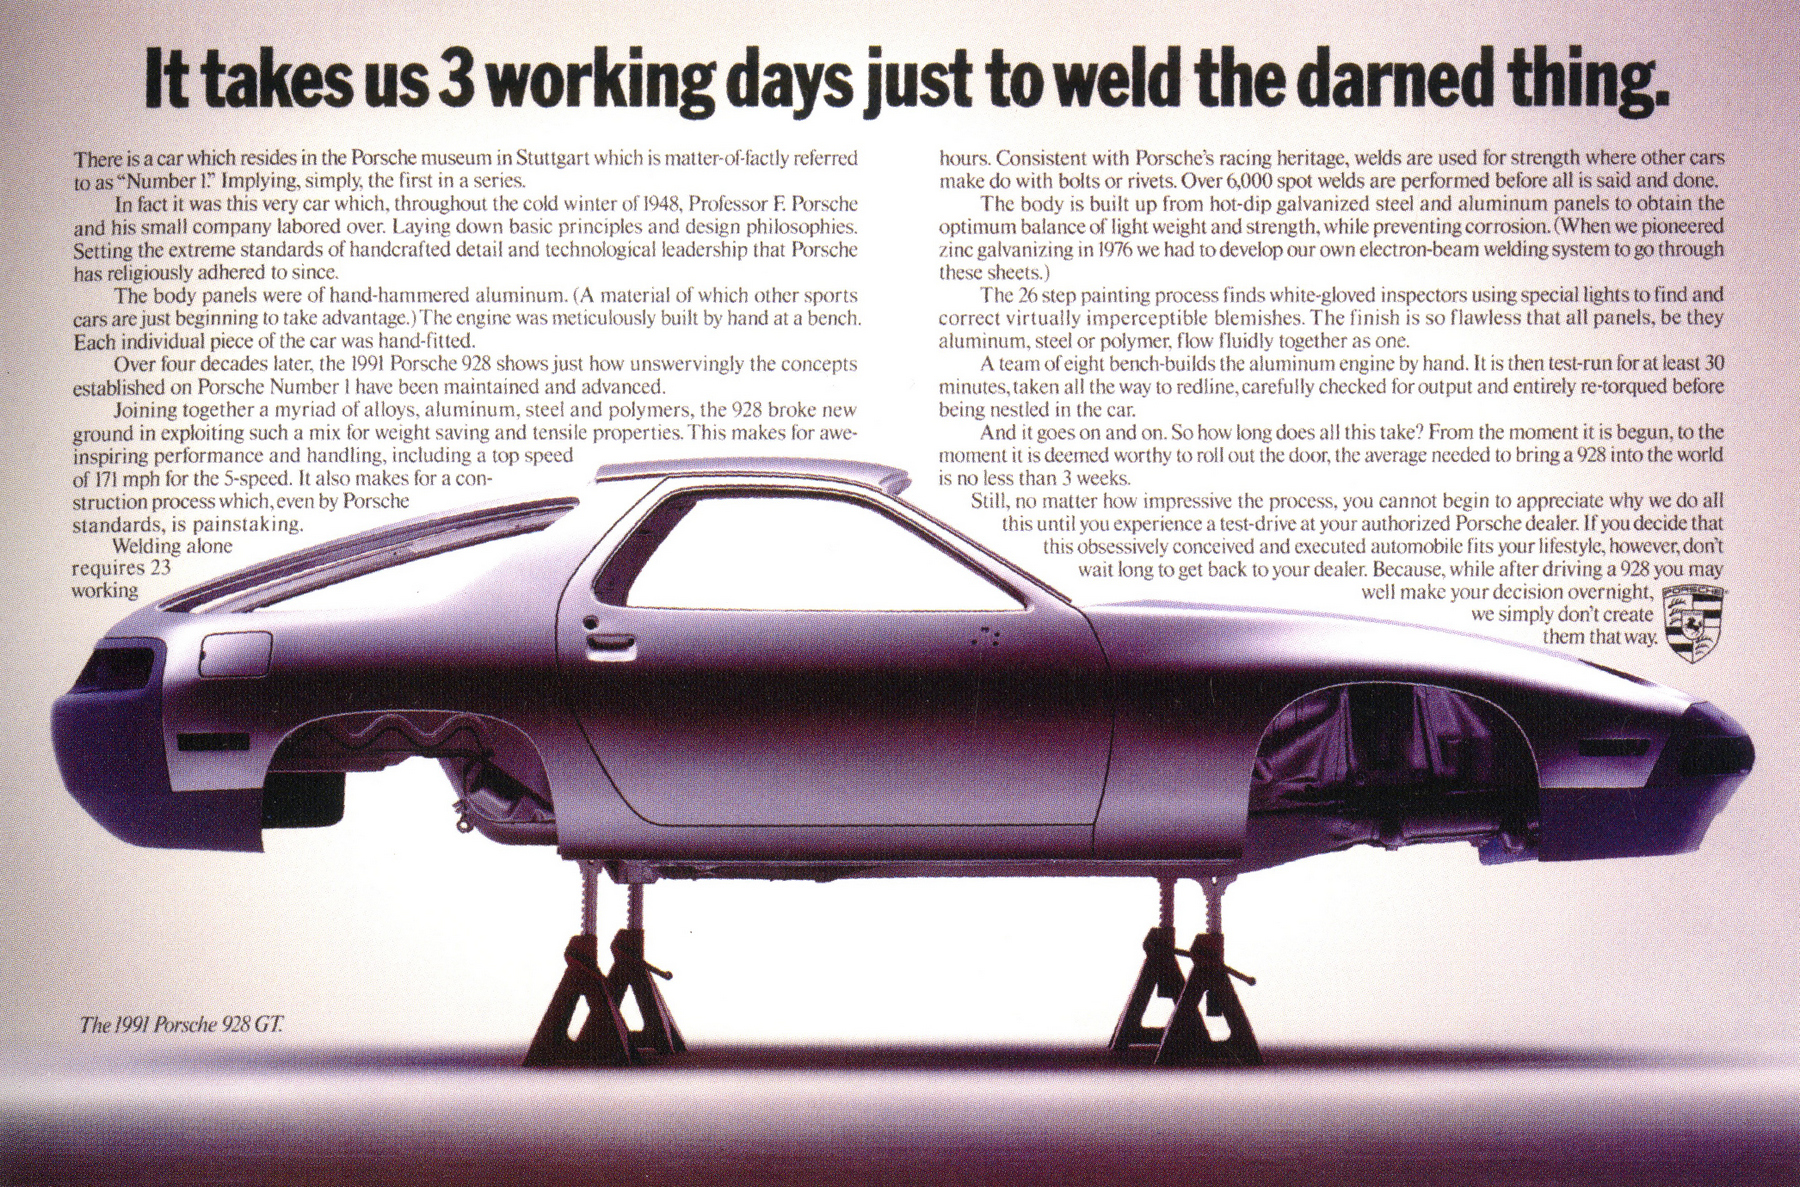 It takes us 3 working days just to weld the darned thing.
There is a car which resides in the Porsche museum in Stuttgart which is matter-of-factly referred
to as “Number 1.” Implying, simply, the first in a series.
In fact it was this very car which, throughout the cold winter of 1948, Professor F. Porsche
and his small company labored over. Laying down basic principles and design philosophies.
Setting the extreme standards of handcrafted detail and technological leadership that Porsche
has religiously adhered to since.
The body panels were of hand-hammered aluminum. (A material of which other sports
cars are just beginning to take advantage.) The engine was meticulously built by hand at a bench.
Each individual piece of the car was hand-fitted.
Over four decades later, the 1991 Porsche 928 shows just how unswervingly the concepts
established on Porsche Number 1 have been maintained and advanced.
Joining together a myriad of alloys, aluminum, steel and polymers, the 928 broke new
ground in exploiting such a mix for weight saving and tensile properties. This makes for awe-
inspiring performance and handling, including a top speed
of 171 mph for the 5-speed. It also makes for a con-
struction process which, even by Porsche
standards, is painstaking.
Welding alone
requires 23
working
hours. Consistent with Porsche's racing heritage, welds are used for strength where other cars
make do with bolts or rivets. Over 6,000 spot welds are performed before all is said and done.
The body is built up from hot-dip galvanized steel and aluminum panels to obtain the
optimum balance of light weight and strength, while preventing corrosion. (When we pioneered
zinc galvanizing in 1976 we had to develop our own electron-beam welding system to go through
these sheets.)
The 26 step painting process finds white-gloved inspectors using special lights to find and
correct virtually imperceptible blemishes. The finish is so flawless that all panels, be they
aluminum, steel or polymer, flow fluidly together as one.
A team of eight bench-builds the aluminum engine by hand. It is then test-run for at least 30
minutes, taken all the way to redline, carefully checked for output and entirely re-torqued before
being nestled in the car.
And it goes on and on. So how long does all this take? From the moment it is begun, to the
moment it is deemed worthy to roll out the door, the average needed to bring a 928 into the world
is no less than 3 weeks.
Still, no matter how impressive the process, you cannot begin to appreciate why we do all
this until you experience a test-drive at your authorized Porsche dealer. If you decide that
this obsessively conceived and executed automobile fits your lifestyle, however, don't
wait long to get back to your dealer. Because, while after driving a 928 you may
well make your decision overnight,
we simply don't create
them that way.
PORSCHE
The 1991 Porsche 928 GT.